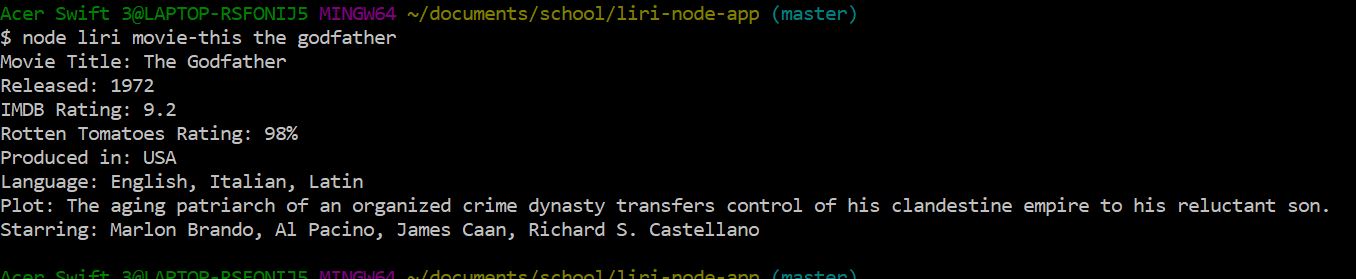 Acer Swift 3@LAPTOP-RSFONIJ5 MINGW64 ~/documents/school/liri-node-app (master)
$ node liri movie-this the godfather
Movie Title: The Godfather
Released: 1972
IMDB Rating: 9.2
Rotten Tomatoes Rating: 98%
Produced in: USA
Language: English, Italian, Latin
Plot: The aging patriarch of an organized crime dynasty transfers control of his clandestine empire to his reluctant son.
Starring: Marlon Brando, Al Pacino, James Caan, Richard S. Castellano
Acer Swift 3@LAPTOP-RSFONIJ5 MINGW64 ~/documents/school/liri-node-app (master)